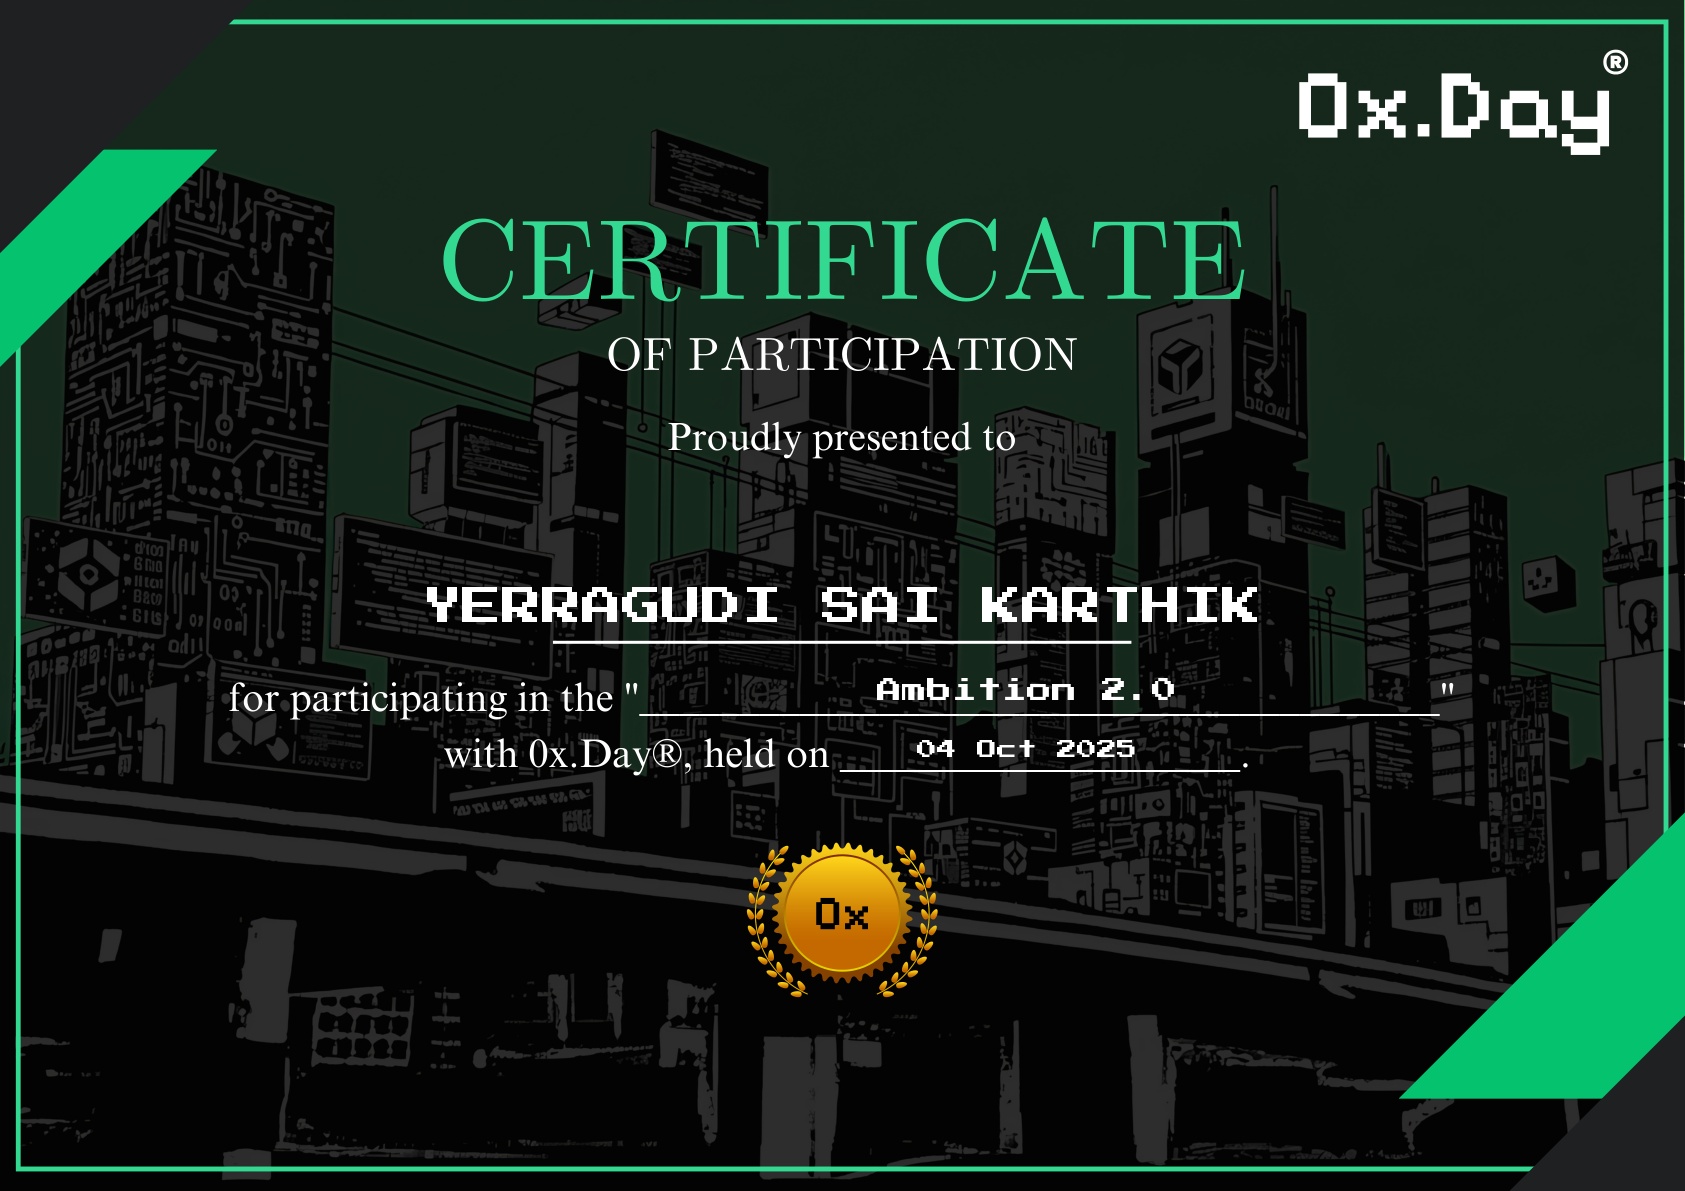 0x.Day®
CERTIFICATE
OF PARTICIPATION
Proudly presented to
YERRAGUDI SAI KARTHIK
for participating in the "Ambition 2.0"
with 0x.Day®, held on 04 Oct 2025.
0x